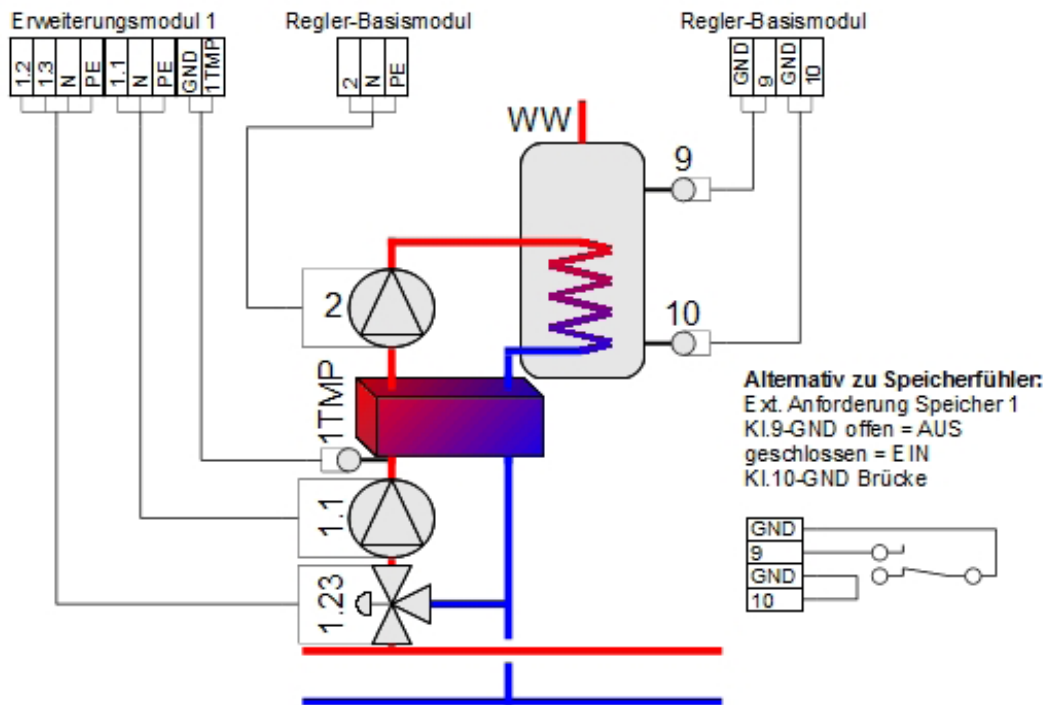 Erweiterungsmodul 1
Regler-Basismodul
Regler-Basismodul
1.2
1.3
N
PE
1.1
N
PE
GND
1TMP
2
N
PE
GND
9
GND
10
WW
9
2
10
1TMP
Alternativ zu Speicherfühler:
Ext. Anforderung Speicher 1
Kl.9-GND offen = AUS
geschlossen = EIN
Kl.10-GND Brücke
1.1
GND
9
GND
10
1.23